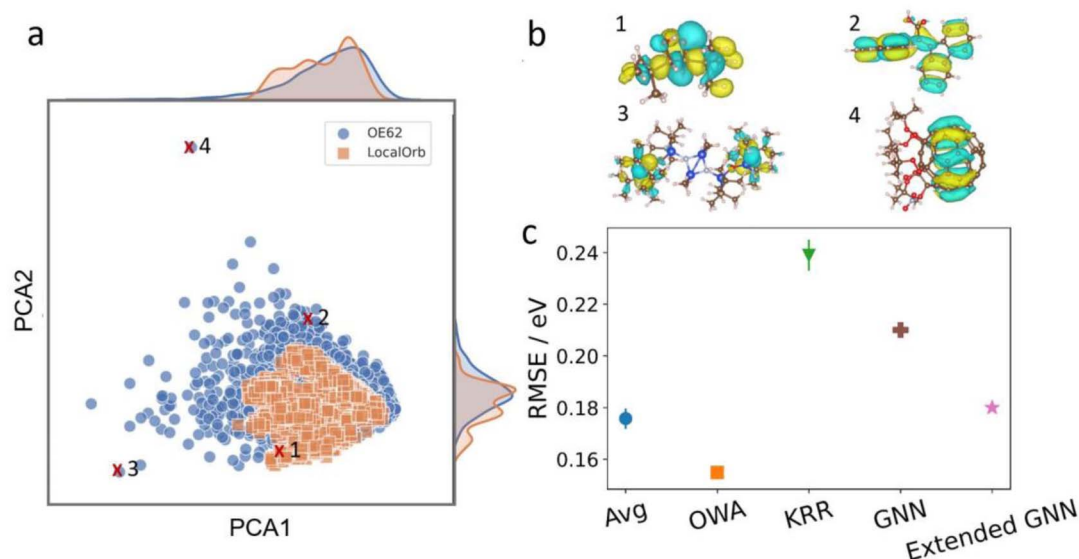 a
OE62
LocalOrb
4
2
1
3
PCA2
PCA1
b
1
2
3
4
c
RMSE / eV
0.24
0.22
0.20
0.18
0.16
Avg
OWA
KRR
GNN
Extended GNN